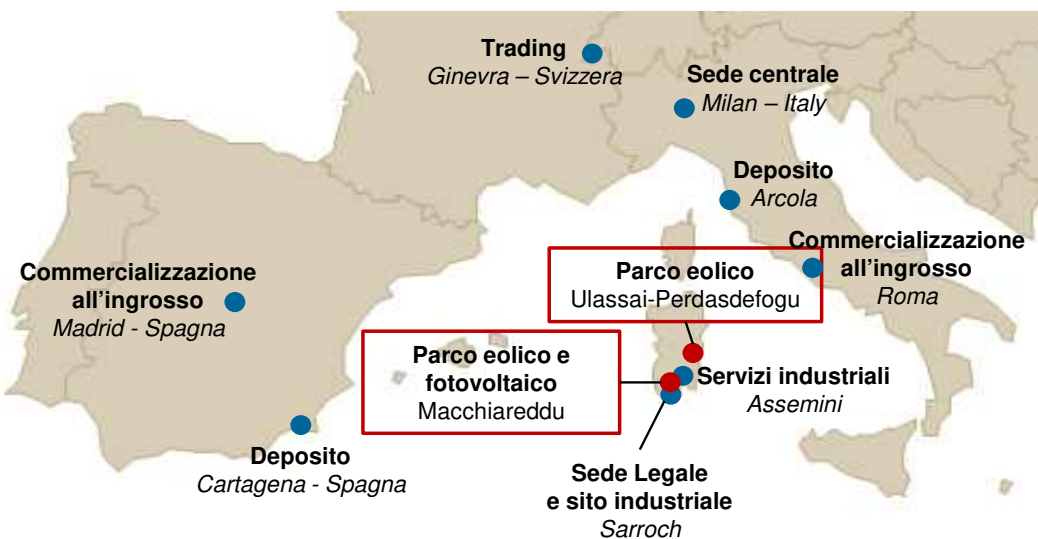 Trading
Ginevra – Svizzera
Sede centrale
Milan – Italy
Deposito
Arcola
Commercializzazione
all'ingrosso
Roma
Parco eolico
Ulassai-Perdasdefogu
Commercializzazione
all'ingrosso
Madrid - Spagna
Parco eolico e
fotovoltaico
Macchiareddu
Servizi industriali
Assemini
Deposito
Cartagena - Spagna
Sede Legale
e sito industriale
Sarroch